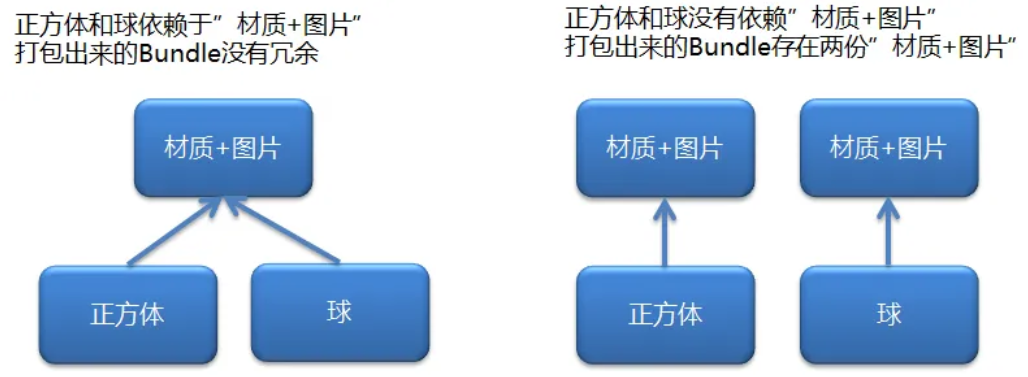 正方体和球依赖于”材质+图片”
打包出来的Bundle没有冗余
材质+图片
正方体
球
正方体和球没有依赖”材质+图片”
打包出来的Bundle存在两份”材质+图片”
材质+图片
材质+图片
正方体
球